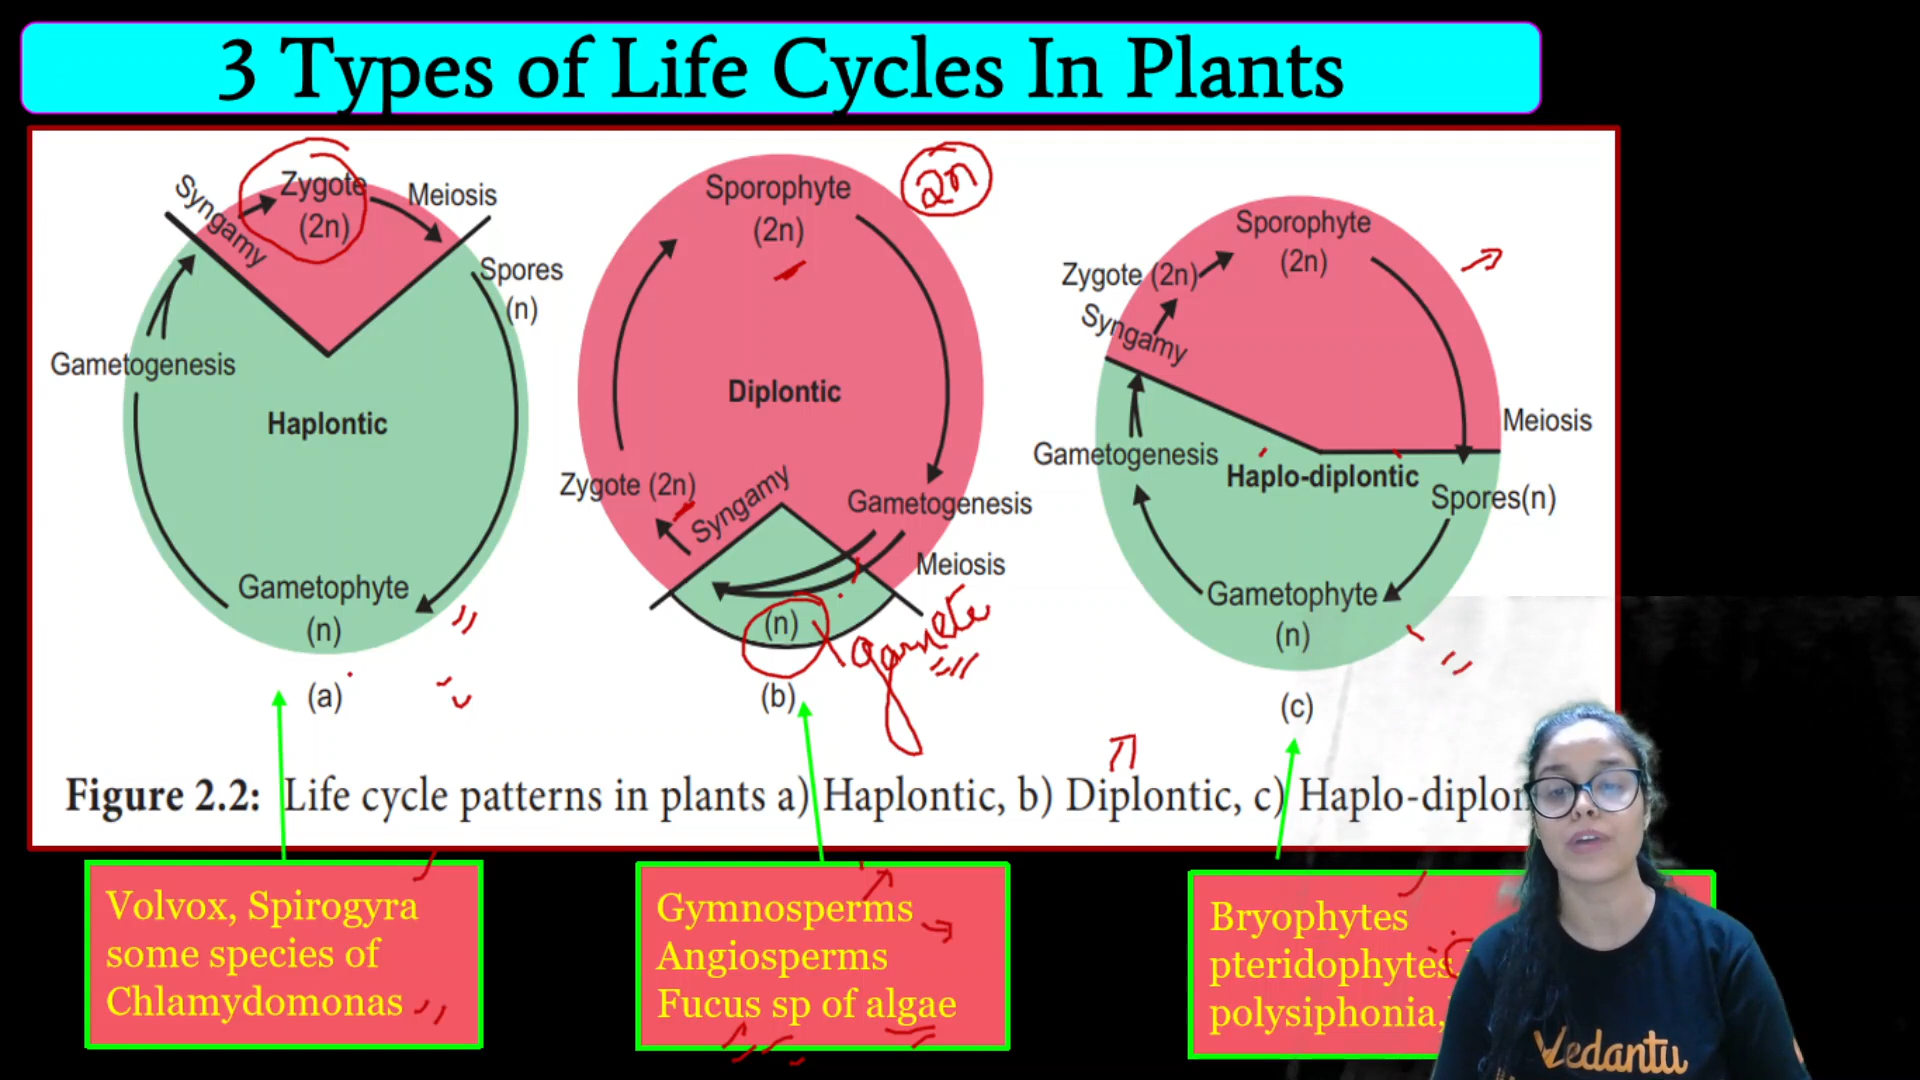 3 Types of Life Cycles In Plants
Zygote
(2n)
Syngamy
Meiosis
Spores
(n)
Gametogenesis
Haplontic
Gametophyte
(n)
(a)
Sporophyte
(2n)
2n
Diplontic
Zygote (2n)
Syngamy
Gametogenesis
Meiosis
(n)
gamete
(b)
Sporophyte
(2n)
Zygote (2n)
Syngamy
Meiosis
Gametogenesis
Haplo-diplontic
Spores(n)
Gametophyte
(n)
(c)
Figure 2.2: Life cycle patterns in plants a) Haplontic, b) Diplontic, c) Haplo-diplon
Volvox, Spirogyra
some species of
Chlamydomonas
Gymnosperms
Angiosperms
Fucus sp of algae
Bryophytes
pteridophytes
polysiphonia,
Vedantu